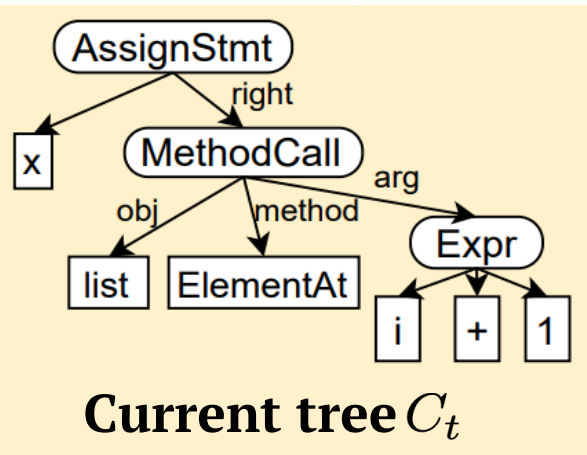 AssignStmt
right
x
MethodCall
arg
obj
method
Expr
list
ElementAt
i
+
1
Current tree C_t